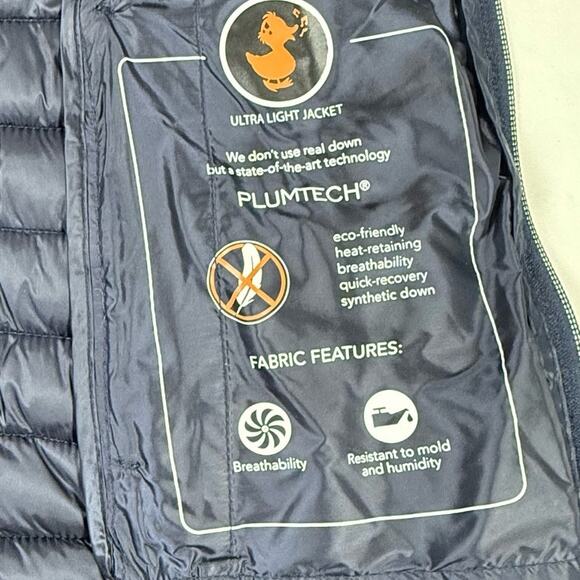 ULTRA LIGHT JACKET
We don't use real down
but a state-of-the-art technology
PLUMTECH®
eco-friendly
heat-retaining
breathability
quick-recovery
synthetic down
FABRIC FEATURES:
Breathability
Resistant to mold
and humidity